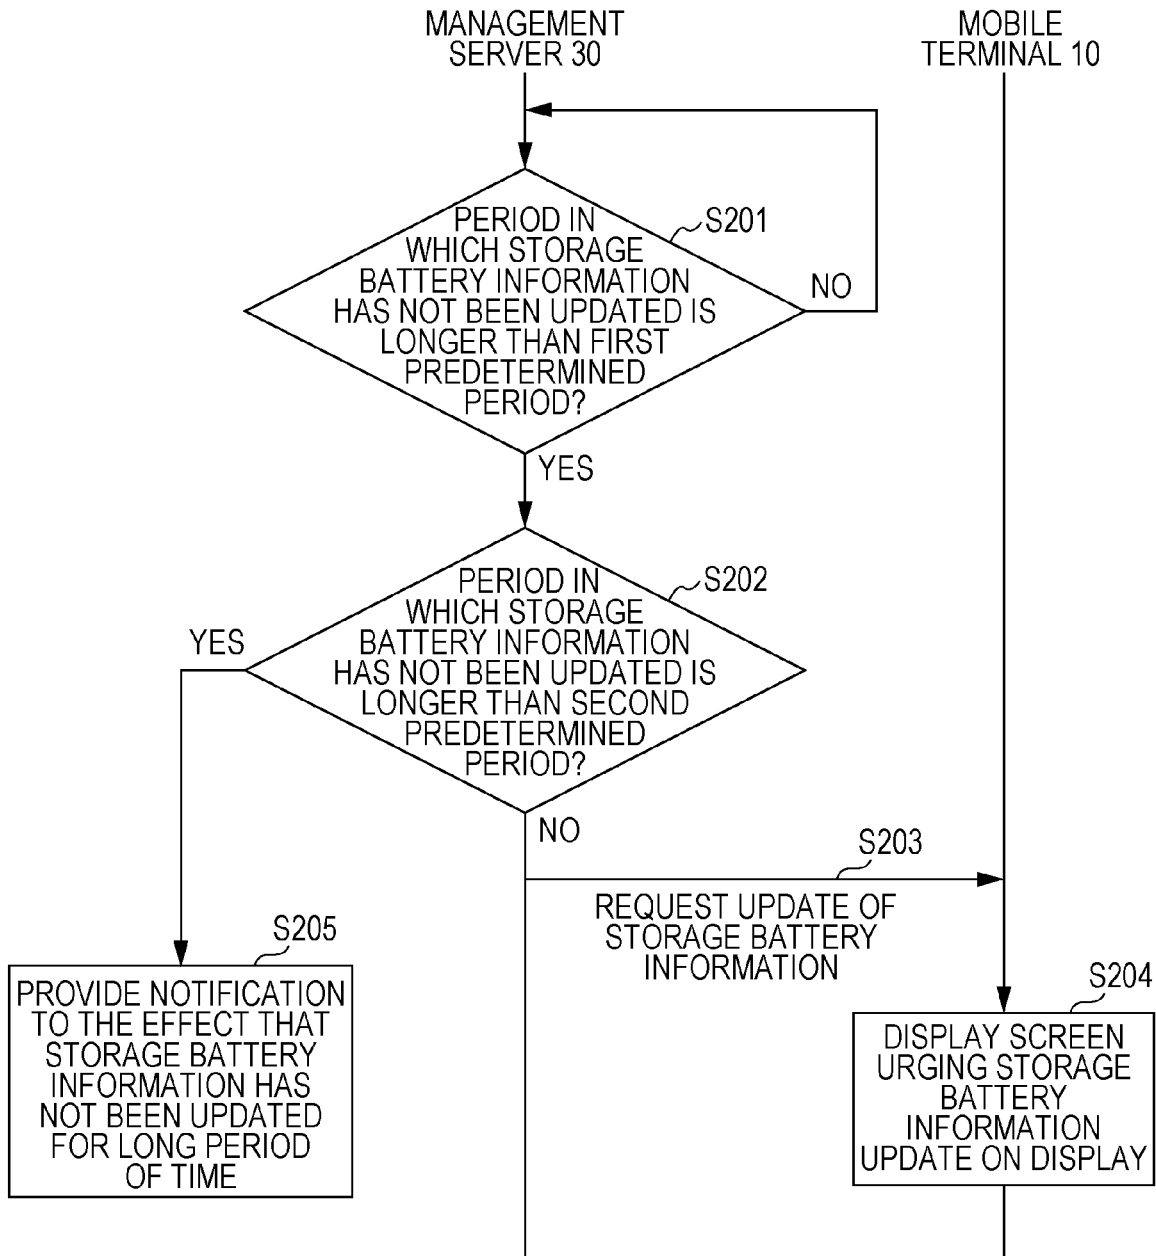 MANAGEMENT
SERVER 30
MOBILE
TERMINAL 10
S201
PERIOD IN
WHICH STORAGE
BATTERY INFORMATION
HAS NOT BEEN UPDATED IS
LONGER THAN FIRST
PREDETERMINED
PERIOD?
NO
YES
S202
PERIOD IN
WHICH STORAGE
BATTERY INFORMATION
HAS NOT BEEN UPDATED IS
LONGER THAN SECOND
PREDETERMINED
PERIOD?
YES
NO
S203
REQUEST UPDATE OF
STORAGE BATTERY
INFORMATION
S205
PROVIDE NOTIFICATION
TO THE EFFECT THAT
STORAGE BATTERY
INFORMATION HAS
NOT BEEN UPDATED
FOR LONG PERIOD
OF TIME
S204
DISPLAY SCREEN
URGING STORAGE
BATTERY
INFORMATION
UPDATE ON DISPLAY